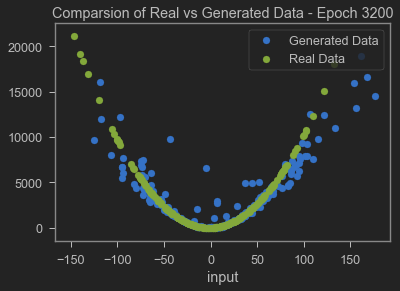 Comparsion of Real vs Generated Data - Epoch 3200
Generated Data
Real Data
20000
15000
10000
5000
0
−150 −100 −50 0 50 100 150
input